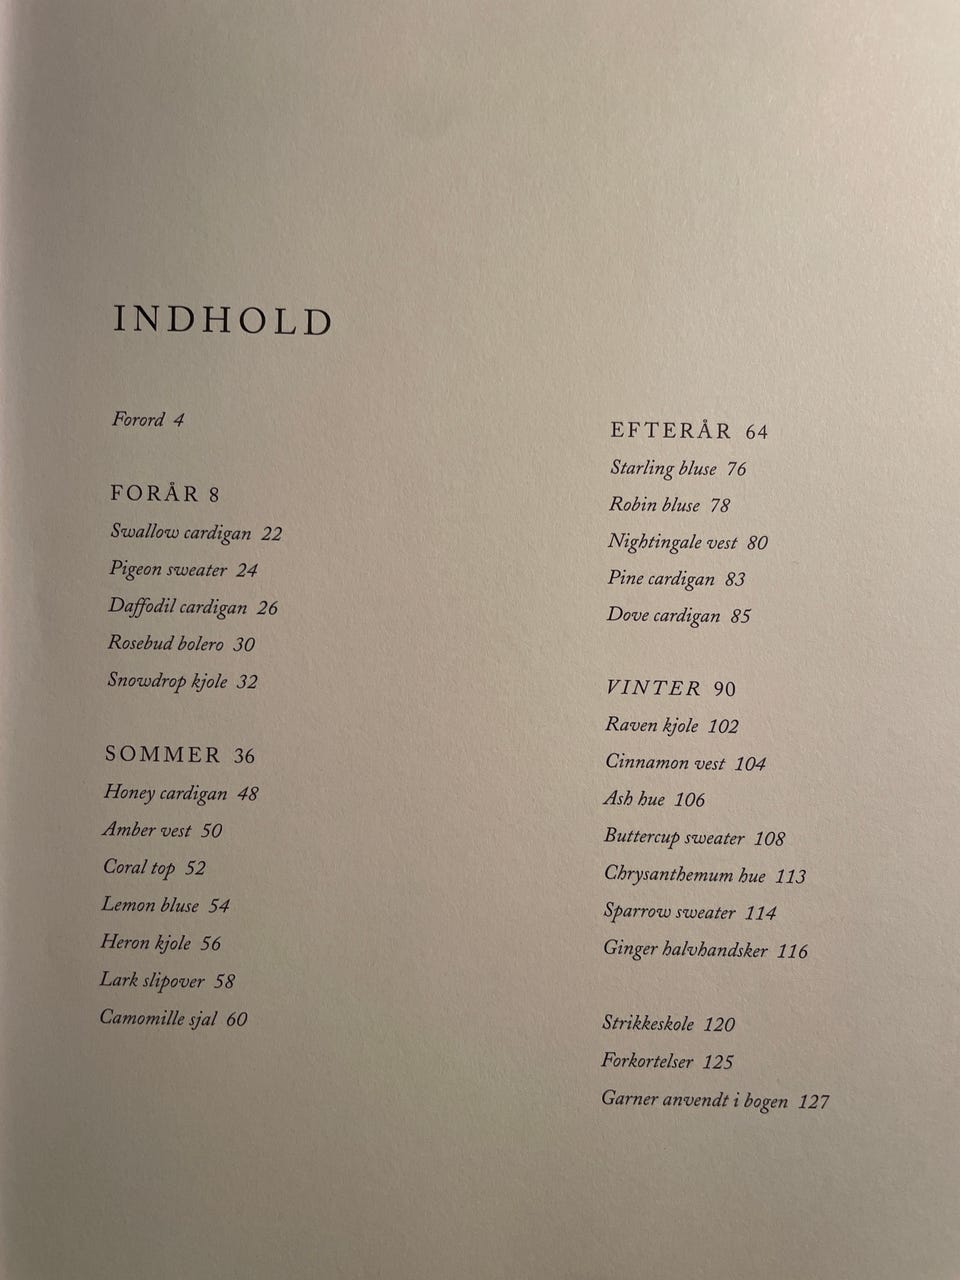 INDHOLD
Forord 4
FORÅR 8
Swallow cardigan 22
Pigeon sweater 24
Daffodil cardigan 26
Rosebud bolero 30
Snowdrop kjole 32
SOMMER 36
Honey cardigan 48
Amber vest 50
Coral top 52
Lemon bluse 54
Heron kjole 56
Lark slipover 58
Camomille sjal 60
EFTERÅR 64
Starling bluse 76
Robin bluse 78
Nightingale vest 80
Pine cardigan 83
Dove cardigan 85
VINTER 90
Raven kjole 102
Cinnamon vest 104
Ash hue 106
Buttercup sweater 108
Chrysanthemum hue 113
Sparrow sweater 114
Ginger halvhandsker 116
Strikkeskole 120
Forkortelser 125
Garner anvendt i bogen 127